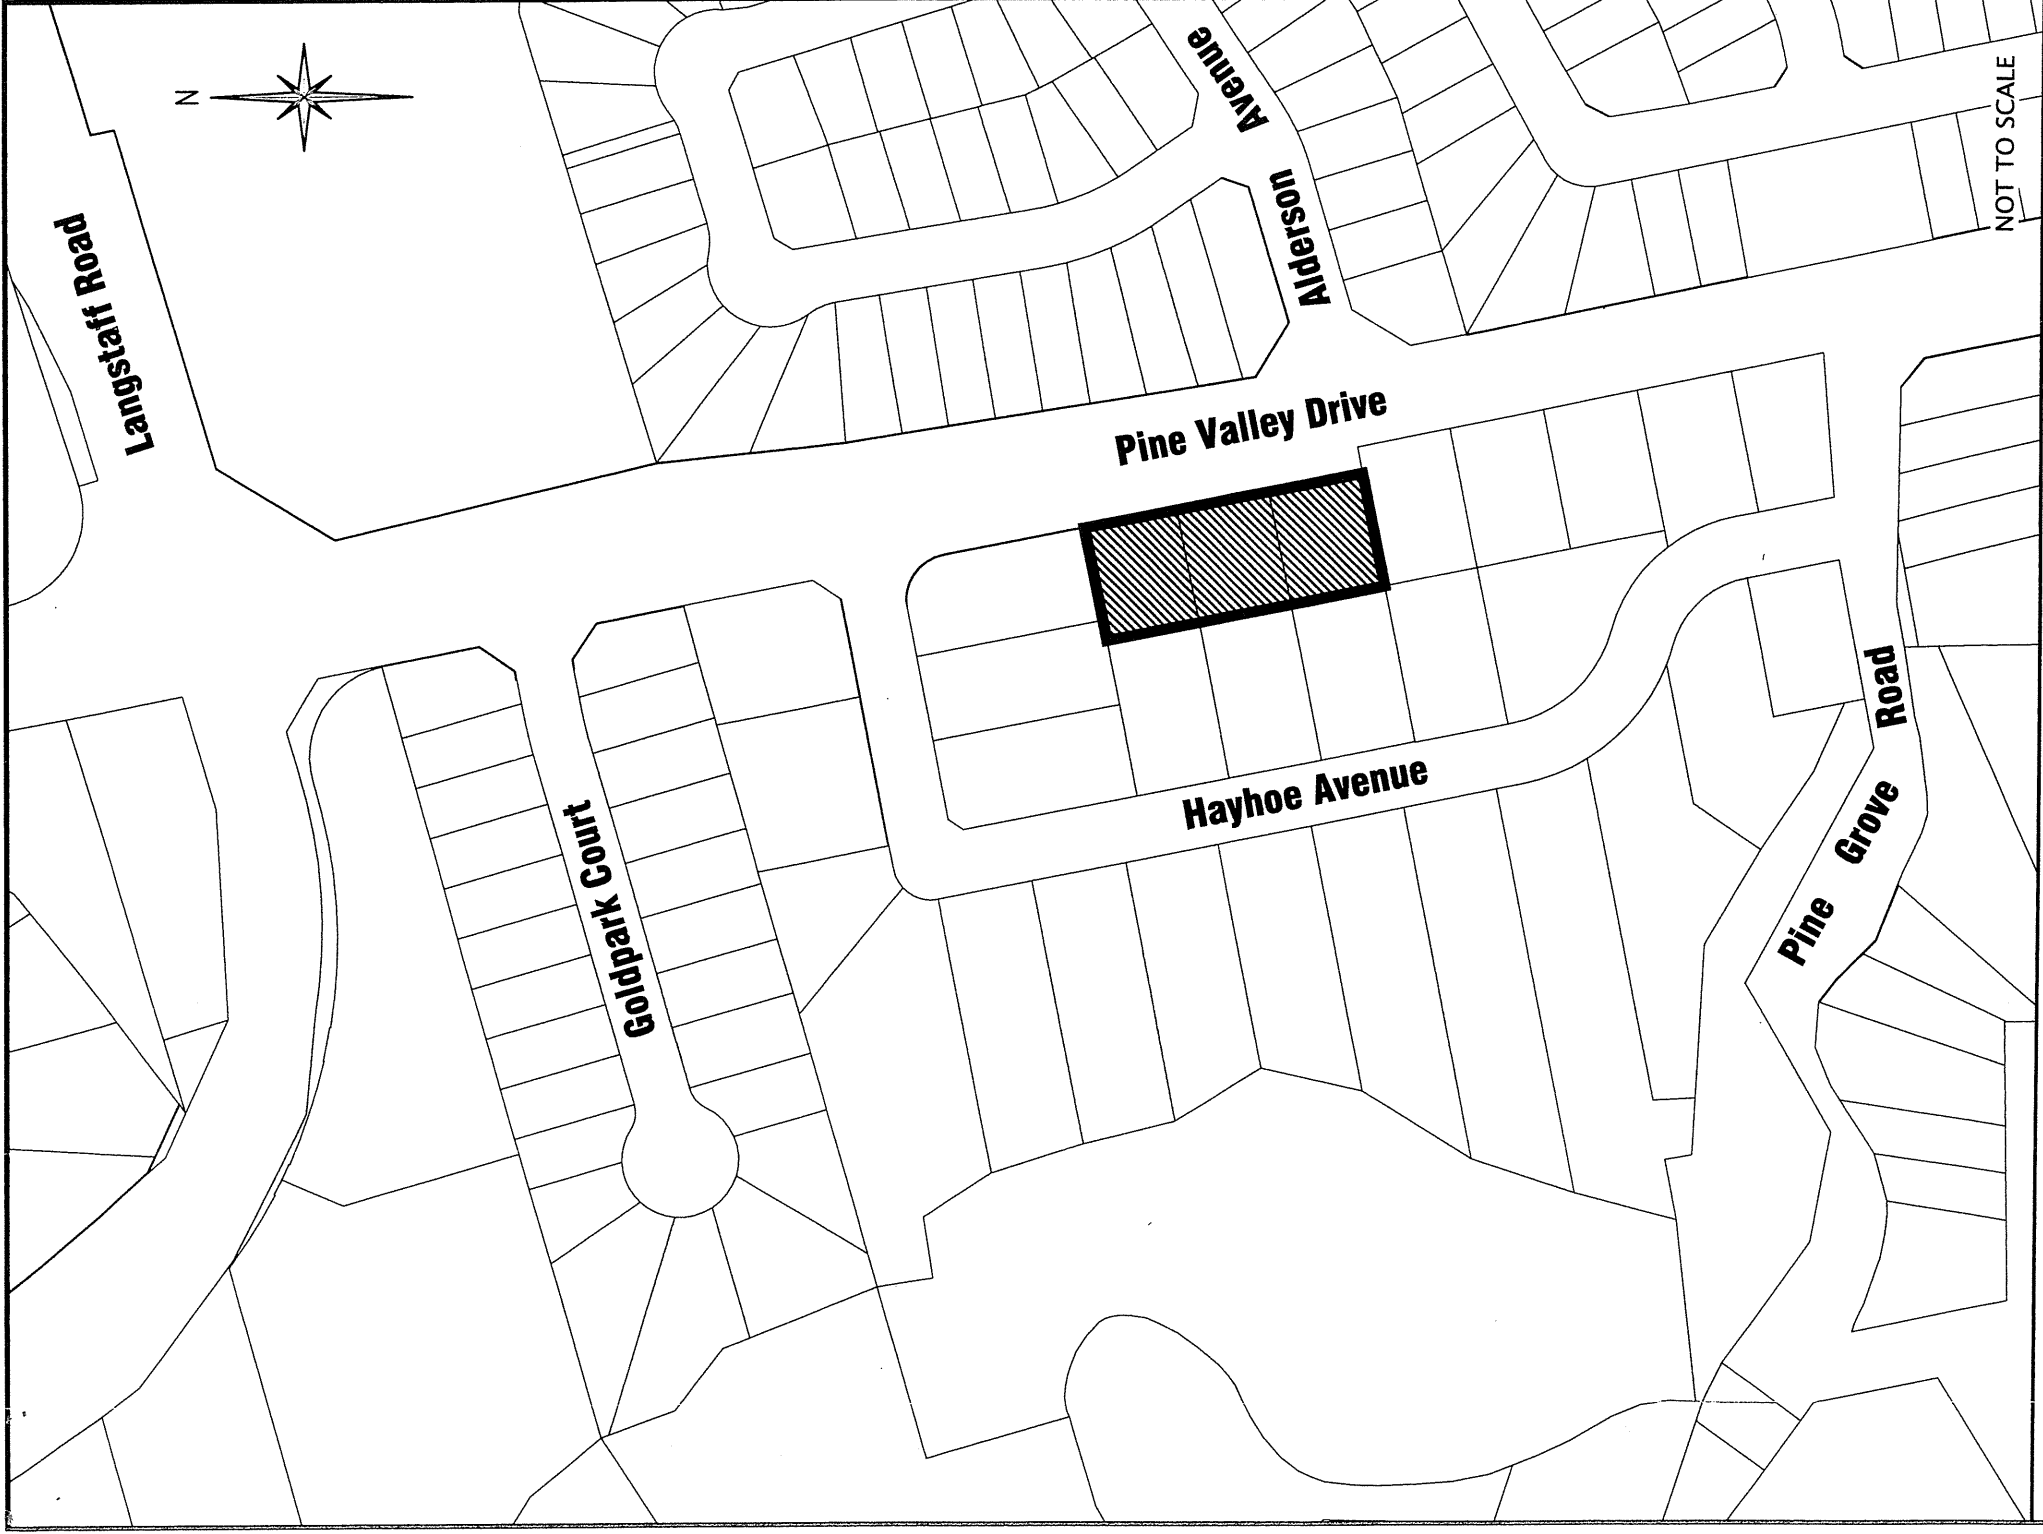 N
Langstaff Road
Alderson Avenue
NOT TO SCALE
Pine Valley Drive
Goldpark Court
Hayhoe Avenue
Pine Grove Road